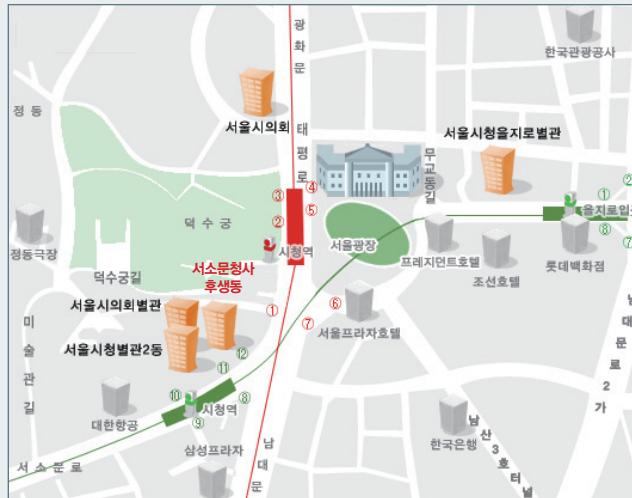 광화문
한국관광공사
정동
서울시의회
태평로
서울시청을지로별관
무교동길
③
④
②
⑤
덕수궁
시청역
서울광장
①
②
을지로입구
⑧
⑦
정동극장
프레지던트호텔
조선호텔
롯데백화점
덕수궁길
서소문청사
후생동
서울시의회별관
①
⑥
⑦
서울프라자호텔
미술관길
서울시청별관2동
⑫
⑪
⑩
시청역
⑧
⑨
대한항공
남대문로2가
한국은행
남산3호터널
서소문로
삼성프라자
남대문